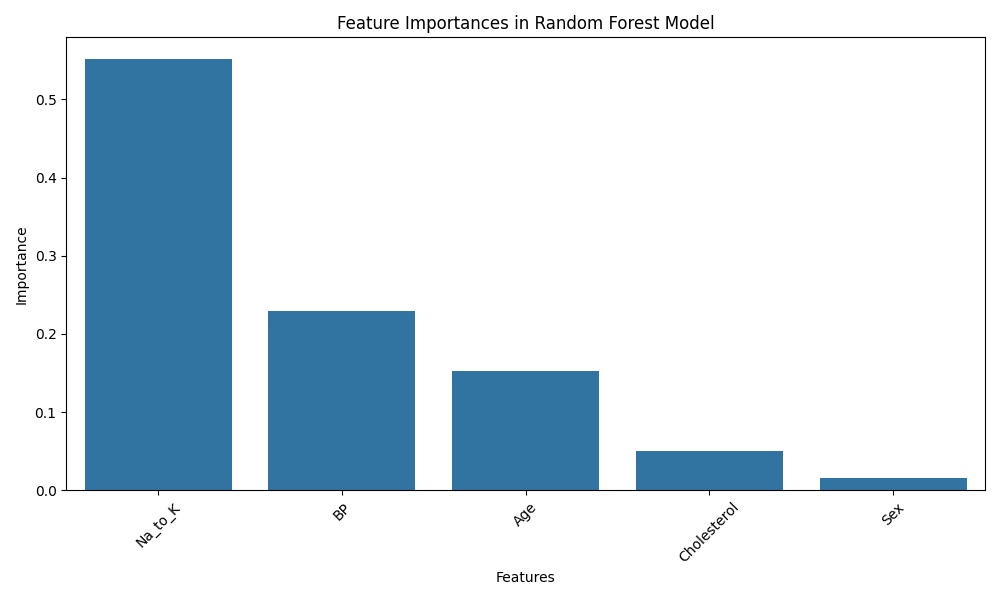 Feature Importances in Random Forest Model
Importance
0.5
0.4
0.3
0.2
0.1
0.0
Na_to_K
BP
Age
Cholesterol
Sex
Features